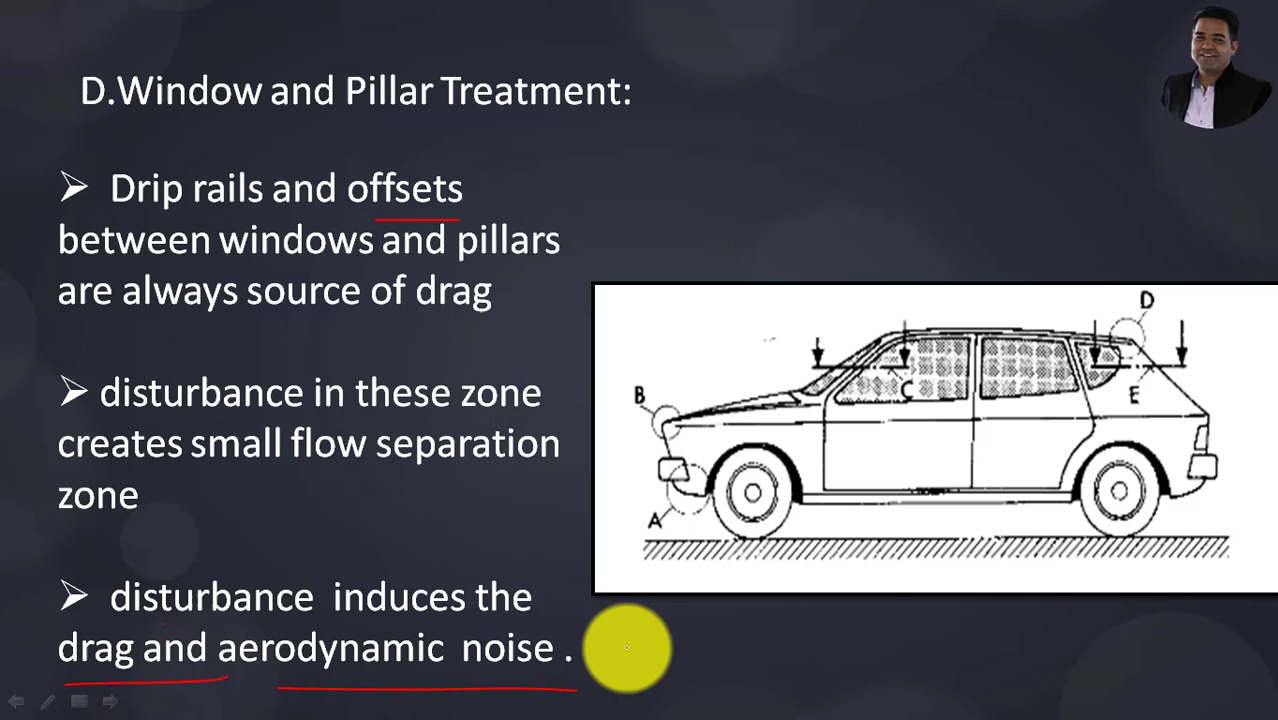 D.Window and Pillar Treatment:
Drip rails and offsets
between windows and pillars
are always source of drag
disturbance in these zone
creates small flow separation
zone
disturbance induces the
drag and aerodynamic noise .
D
B
C
E
A